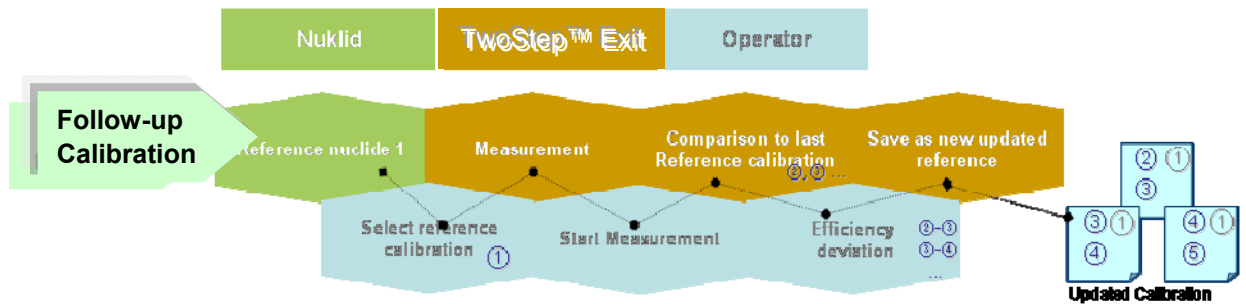 Nuklid
TwoStep™ Exit
Operator
Follow-up
Calibration
Reference nuclide 1
Measurement
Comparison to last
Reference calibration
②, ③ ...
Save as new updated
reference
Select reference
calibration ①
Start Measurement
Efficiency
deviation
②-③
③-④
...
② ①
③
③ ①
④
④ ①
⑤
Updated Calibration